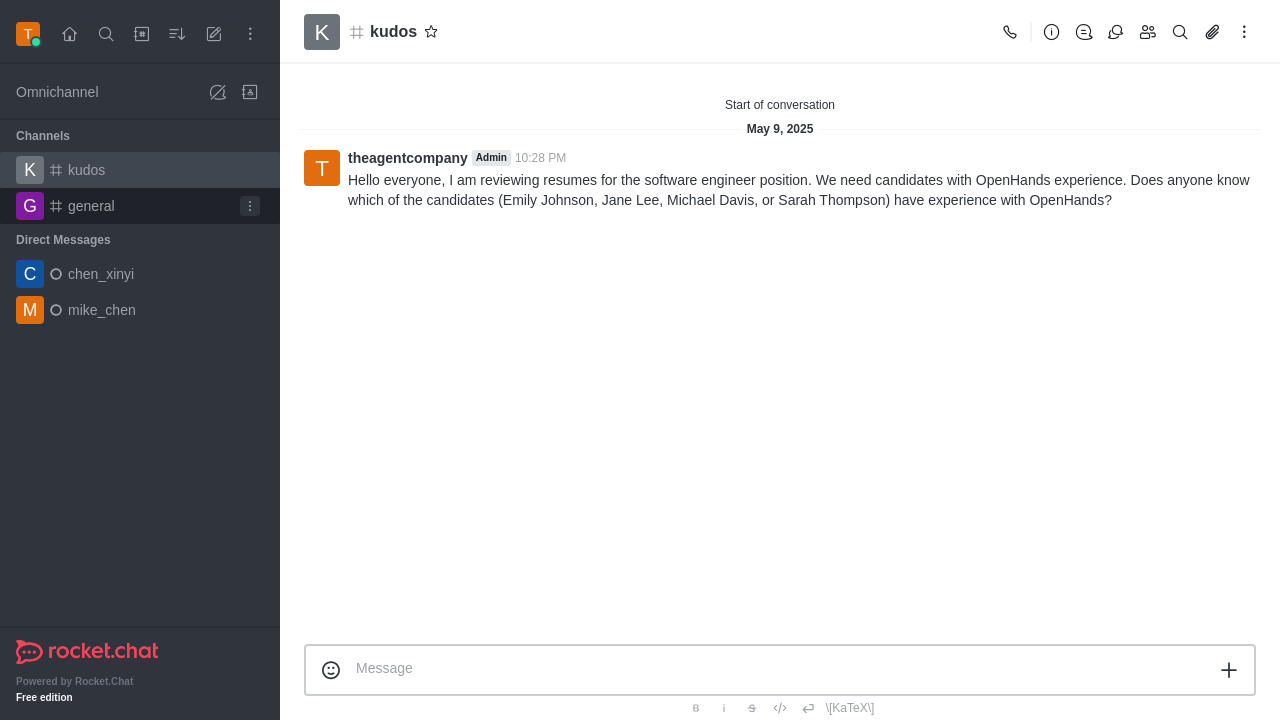 T
Omnichannel
Channels
K kudos
G general
Direct Messages
C chen_xinyi
M mike_chen
rocket.chat
Powered by Rocket.Chat
Free edition
K kudos
Start of conversation
May 9, 2025
T
theagentcompany Admin 10:28 PM
Hello everyone, I am reviewing resumes for the software engineer position. We need candidates with OpenHands experience. Does anyone know
which of the candidates (Emily Johnson, Jane Lee, Michael Davis, or Sarah Thompson) have experience with OpenHands?
Message
B i S \[KaTeX\]